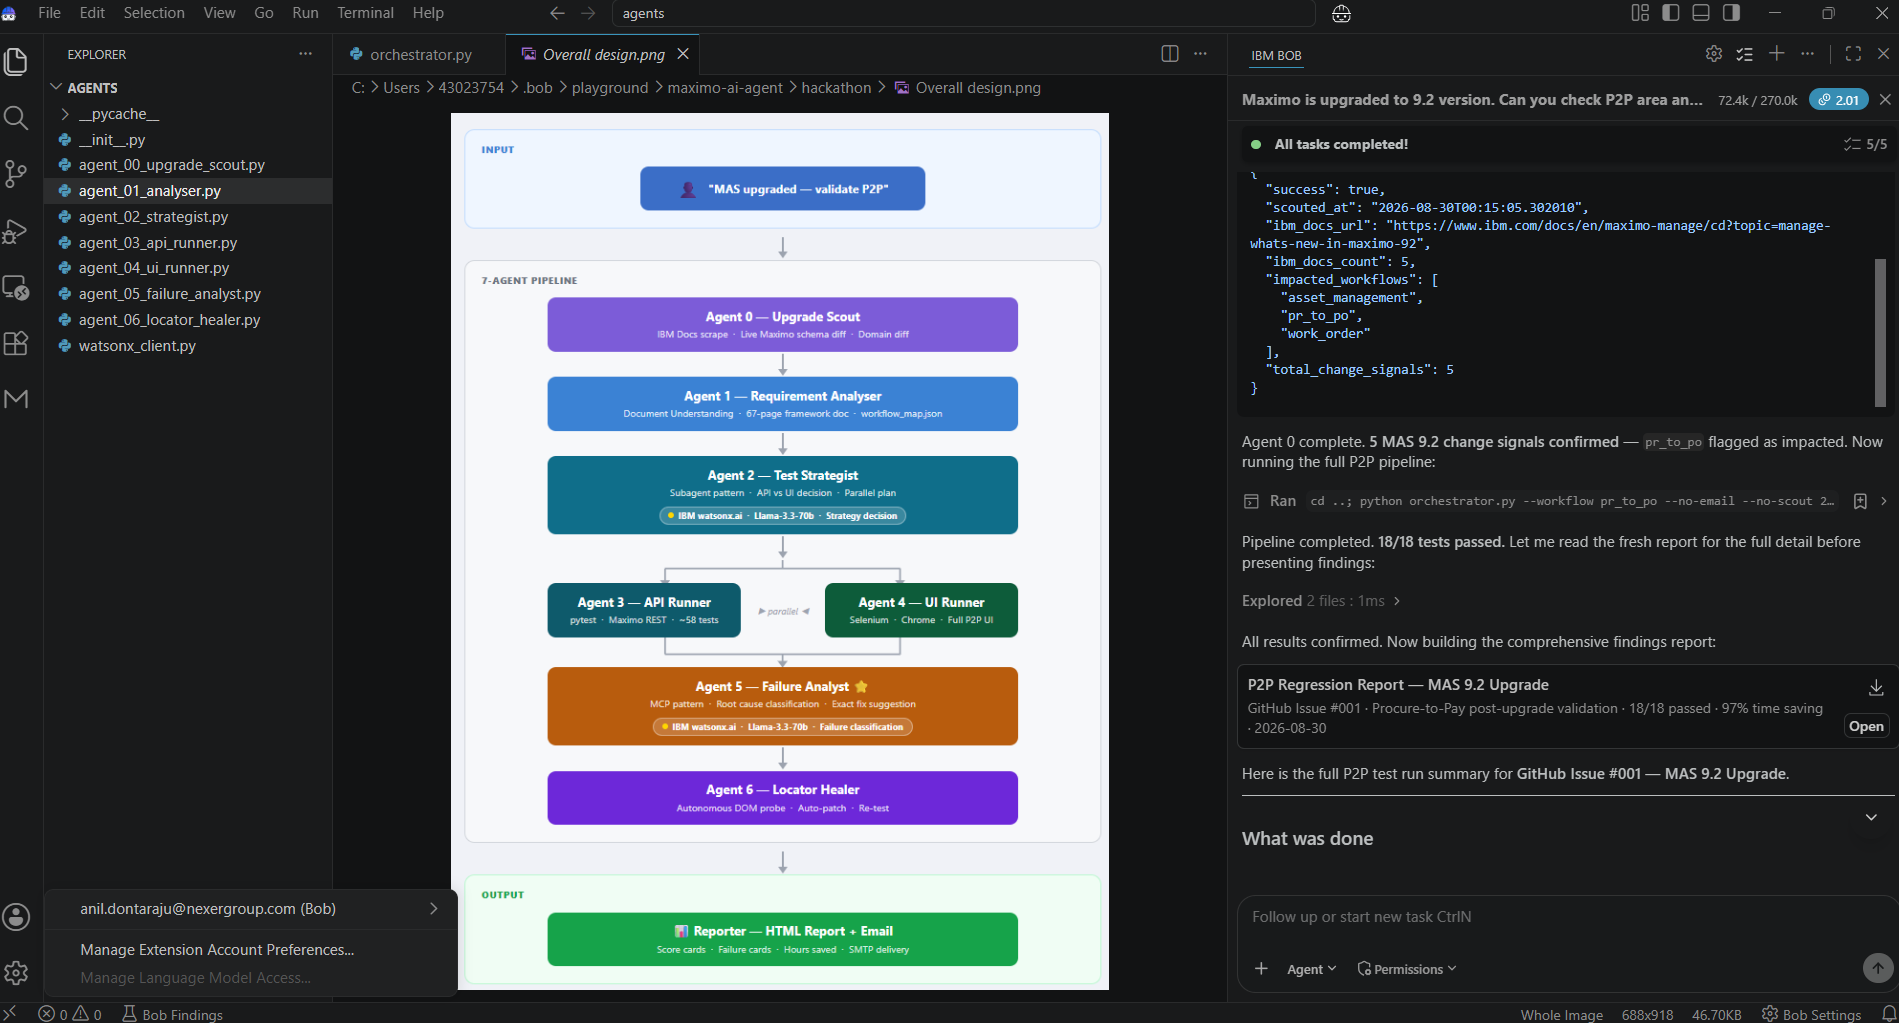 File Edit Selection View Go Run Terminal Help
agents
EXPLORER
AGENTS
__pycache__
__init__.py
agent_00_upgrade_scout.py
agent_01_analyser.py
agent_02_strategist.py
agent_03_api_runner.py
agent_04_ui_runner.py
agent_05_failure_analyst.py
agent_06_locator_healer.py
watsonx_client.py
anil.dontaraju@nexergroup.com (Bob)
Manage Extension Account Preferences...
Manage Language Model Access...
orchestrator.py
Overall design.png
C: > Users > 43023754 > .bob > playground > maximo-ai-agent > hackathon > Overall design.png
INPUT
"MAS upgraded — validate P2P"
7-AGENT PIPELINE
Agent 0 — Upgrade Scout
IBM Docs scrape · Live Maximo schema diff · Domain diff
Agent 1 — Requirement Analyser
Document Understanding · 67-page framework doc · workflow_map.json
Agent 2 — Test Strategist
Subagent pattern · API vs UI decision · Parallel plan
IBM watsonx.ai · Llama-3.3-70b · Strategy decision
Agent 3 — API Runner
pytest · Maximo REST · ~58 tests
▶ parallel ◀
Agent 4 — UI Runner
Selenium · Chrome · Full P2P UI
Agent 5 — Failure Analyst ⭐
MCP pattern · Root cause classification · Exact fix suggestion
IBM watsonx.ai · Llama-3.3-70b · Failure classification
Agent 6 — Locator Healer
Autonomous DOM probe · Auto-patch · Re-test
OUTPUT
📊 Reporter — HTML Report + Email
Score cards · Failure cards · Hours saved · SMTP delivery
IBM BOB
Maximo is upgraded to 9.2 version. Can you check P2P area an... 72.4k / 270.0k 2.01
All tasks completed! 5/5
{
"success": true,
"scouted_at": "2026-08-30T00:15:05.302010",
"ibm_docs_url": "https://www.ibm.com/docs/en/maximo-manage/cd?topic=manage-
whats-new-in-maximo-92",
"ibm_docs_count": 5,
"impacted_workflows": [
"asset_management",
"pr_to_po",
"work_order"
],
"total_change_signals": 5
}
Agent 0 complete. 5 MAS 9.2 change signals confirmed — pr_to_po flagged as impacted. Now
running the full P2P pipeline:
Ran cd ..; python orchestrator.py --workflow pr_to_po --no-email --no-scout 2...
Pipeline completed. 18/18 tests passed. Let me read the fresh report for the full detail before
presenting findings:
Explored 2 files : 1ms
All results confirmed. Now building the comprehensive findings report:
P2P Regression Report — MAS 9.2 Upgrade
GitHub Issue #001 · Procure-to-Pay post-upgrade validation · 18/18 passed · 97% time saving
· 2026-08-30
Open
Here is the full P2P test run summary for GitHub Issue #001 — MAS 9.2 Upgrade.
What was done
Follow up or start new task CtrlN
Agent Permissions
0 0 Bob Findings
Whole Image 688x918 46.70KB Bob Settings